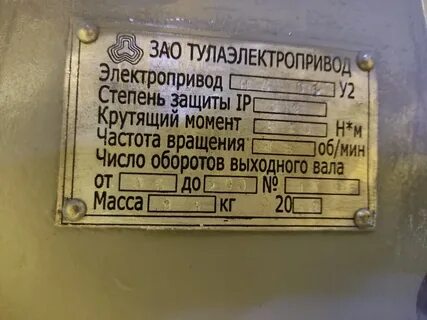 ЗАО ТУЛАЭЛЕКТРОПРИВОД
Электропривод У2
Степень защиты IP
Крутящий момент Н*м
Частота вращения об/мин
Число оборотов выходного вала
от до №
Масса кг 20